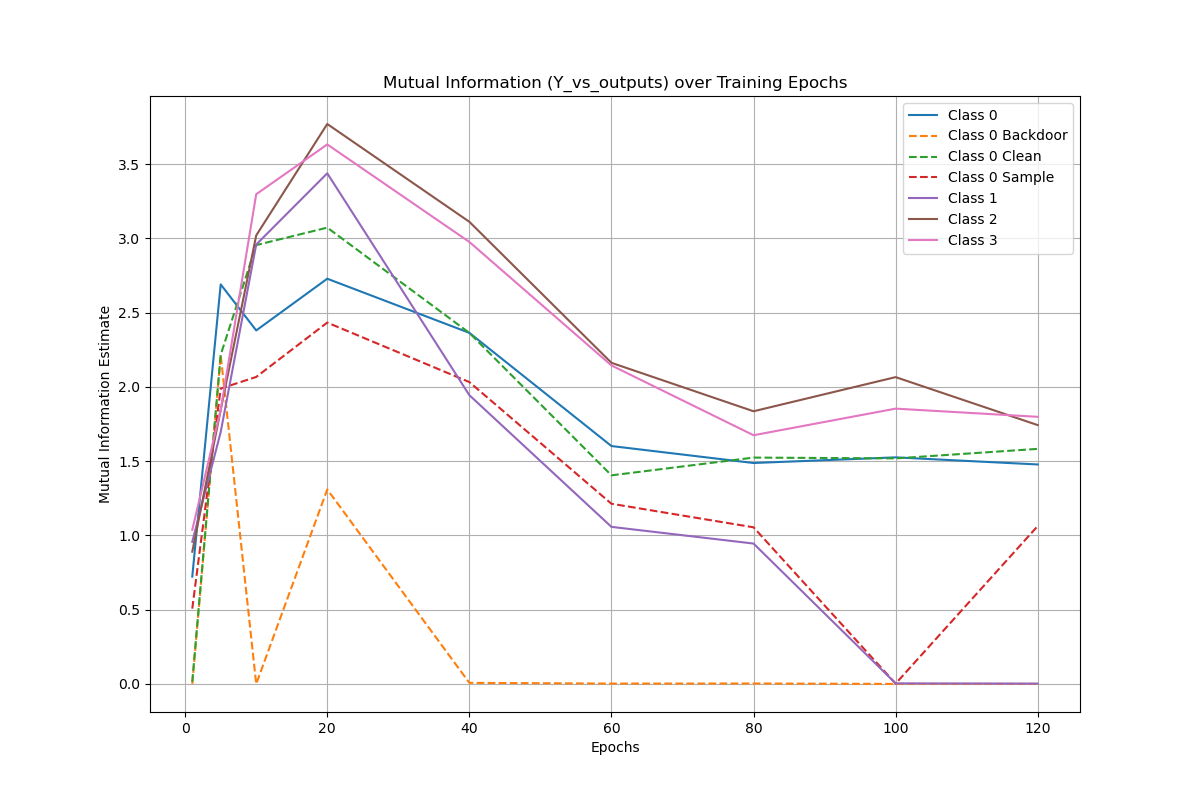 Mutual Information (Y_vs_outputs) over Training Epochs
Class 0
Class 0 Backdoor
Class 0 Clean
Class 0 Sample
Class 1
Class 2
Class 3
Mutual Information Estimate
3.5
3.0
2.5
2.0
1.5
1.0
0.5
0.0
0 20 40 60 80 100 120
Epochs